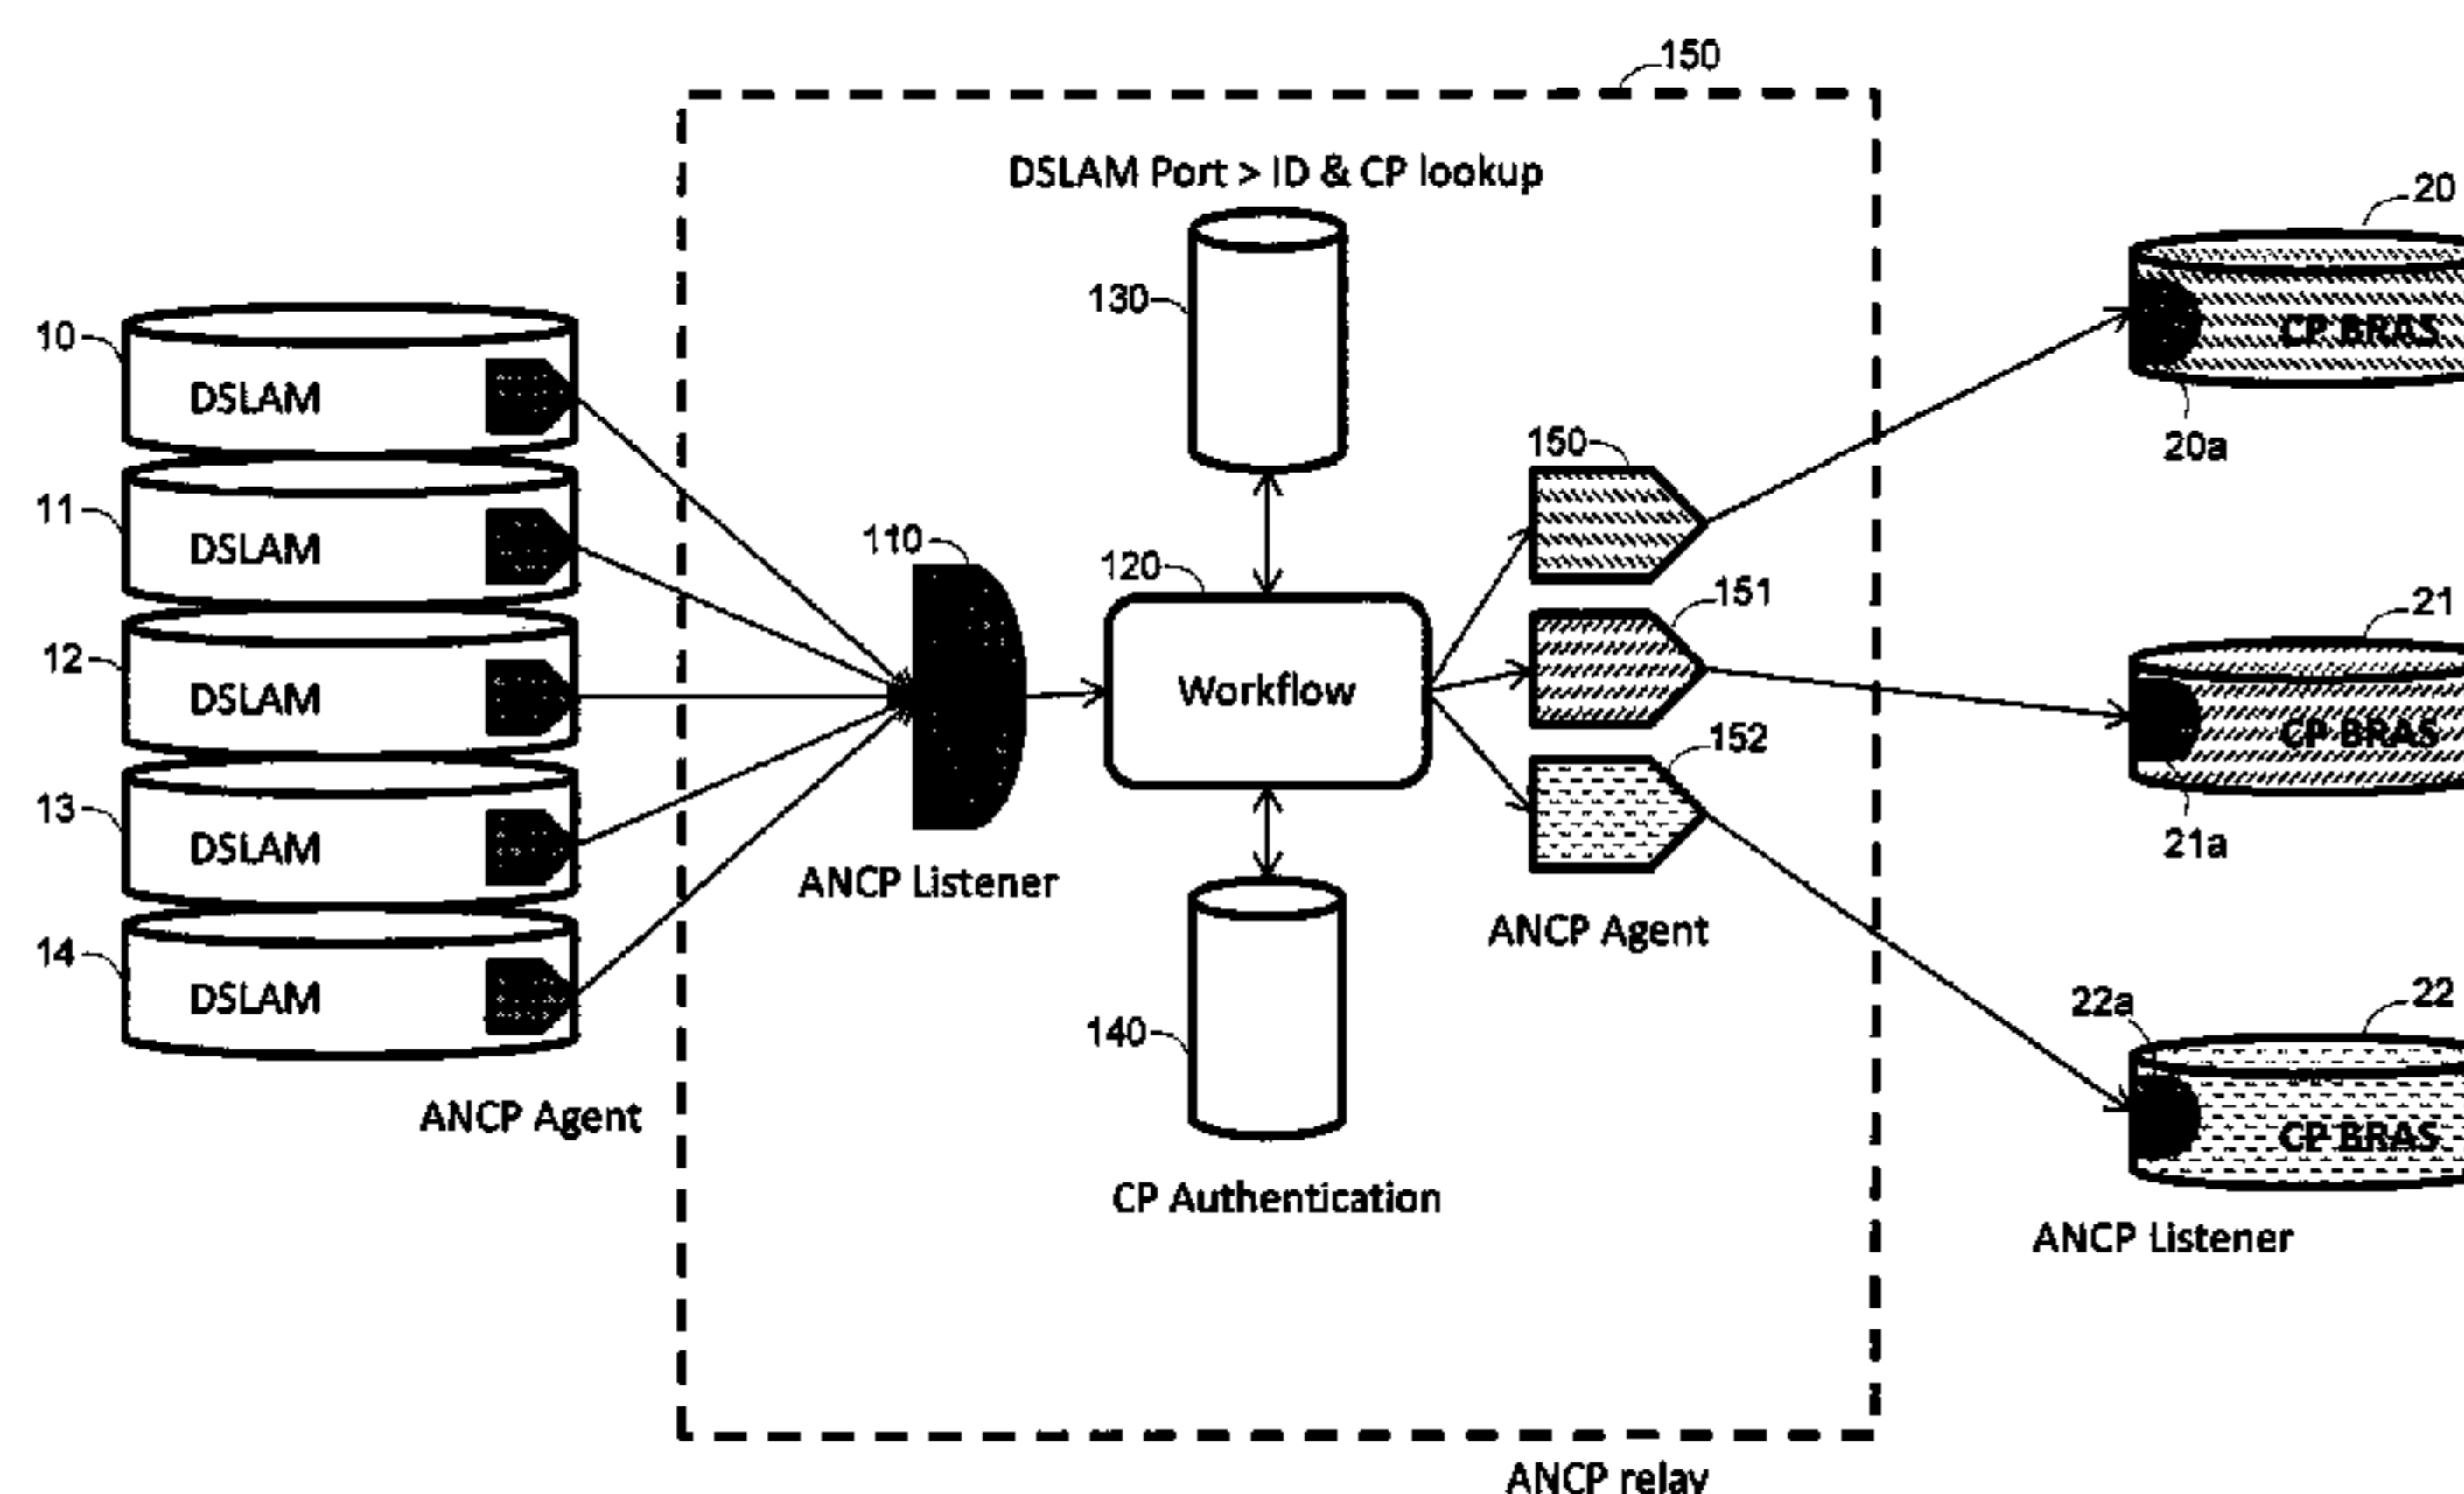 150
DSLAM Port > ID & CP lookup
20
130
10
DSLAM
CP BRAS
20a
150
11
DSLAM
110
120
151
21
12
DSLAM
Workflow
CP BRAS
152
13
DSLAM
ANCP Listener
21a
ANCP Agent
14
DSLAM
140
22a
22
CP BRAS
ANCP Agent
CP Authentication
ANCP Listener
ANCP relay